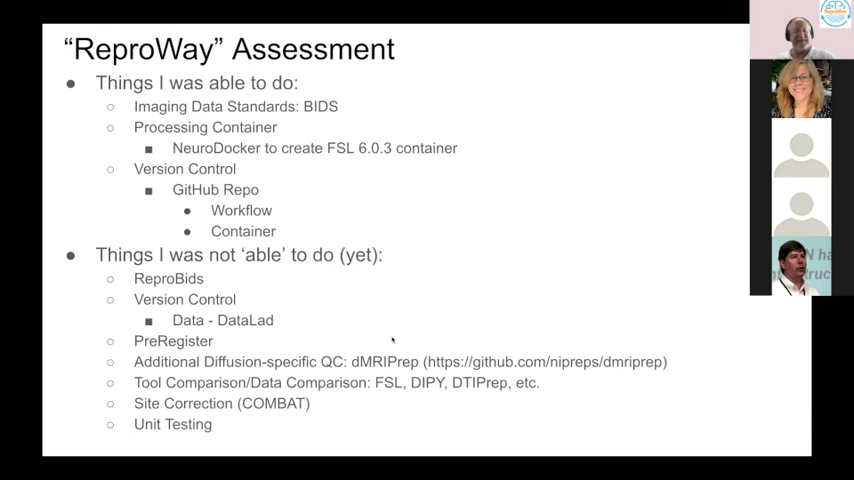 “ReproWay” Assessment
● Things I was able to do:
○ Imaging Data Standards: BIDS
○ Processing Container
■ NeuroDocker to create FSL 6.0.3 container
○ Version Control
■ GitHub Repo
● Workflow
● Container
● Things I was not ‘able’ to do (yet):
○ ReproBids
○ Version Control
■ Data - DataLad
○ PreRegister
○ Additional Diffusion-specific QC: dMRIPrep (https://github.com/nipreps/dmriprep)
○ Tool Comparison/Data Comparison: FSL, DIPY, DTIPrep, etc.
○ Site Correction (COMBAT)
○ Unit Testing
ReproNim